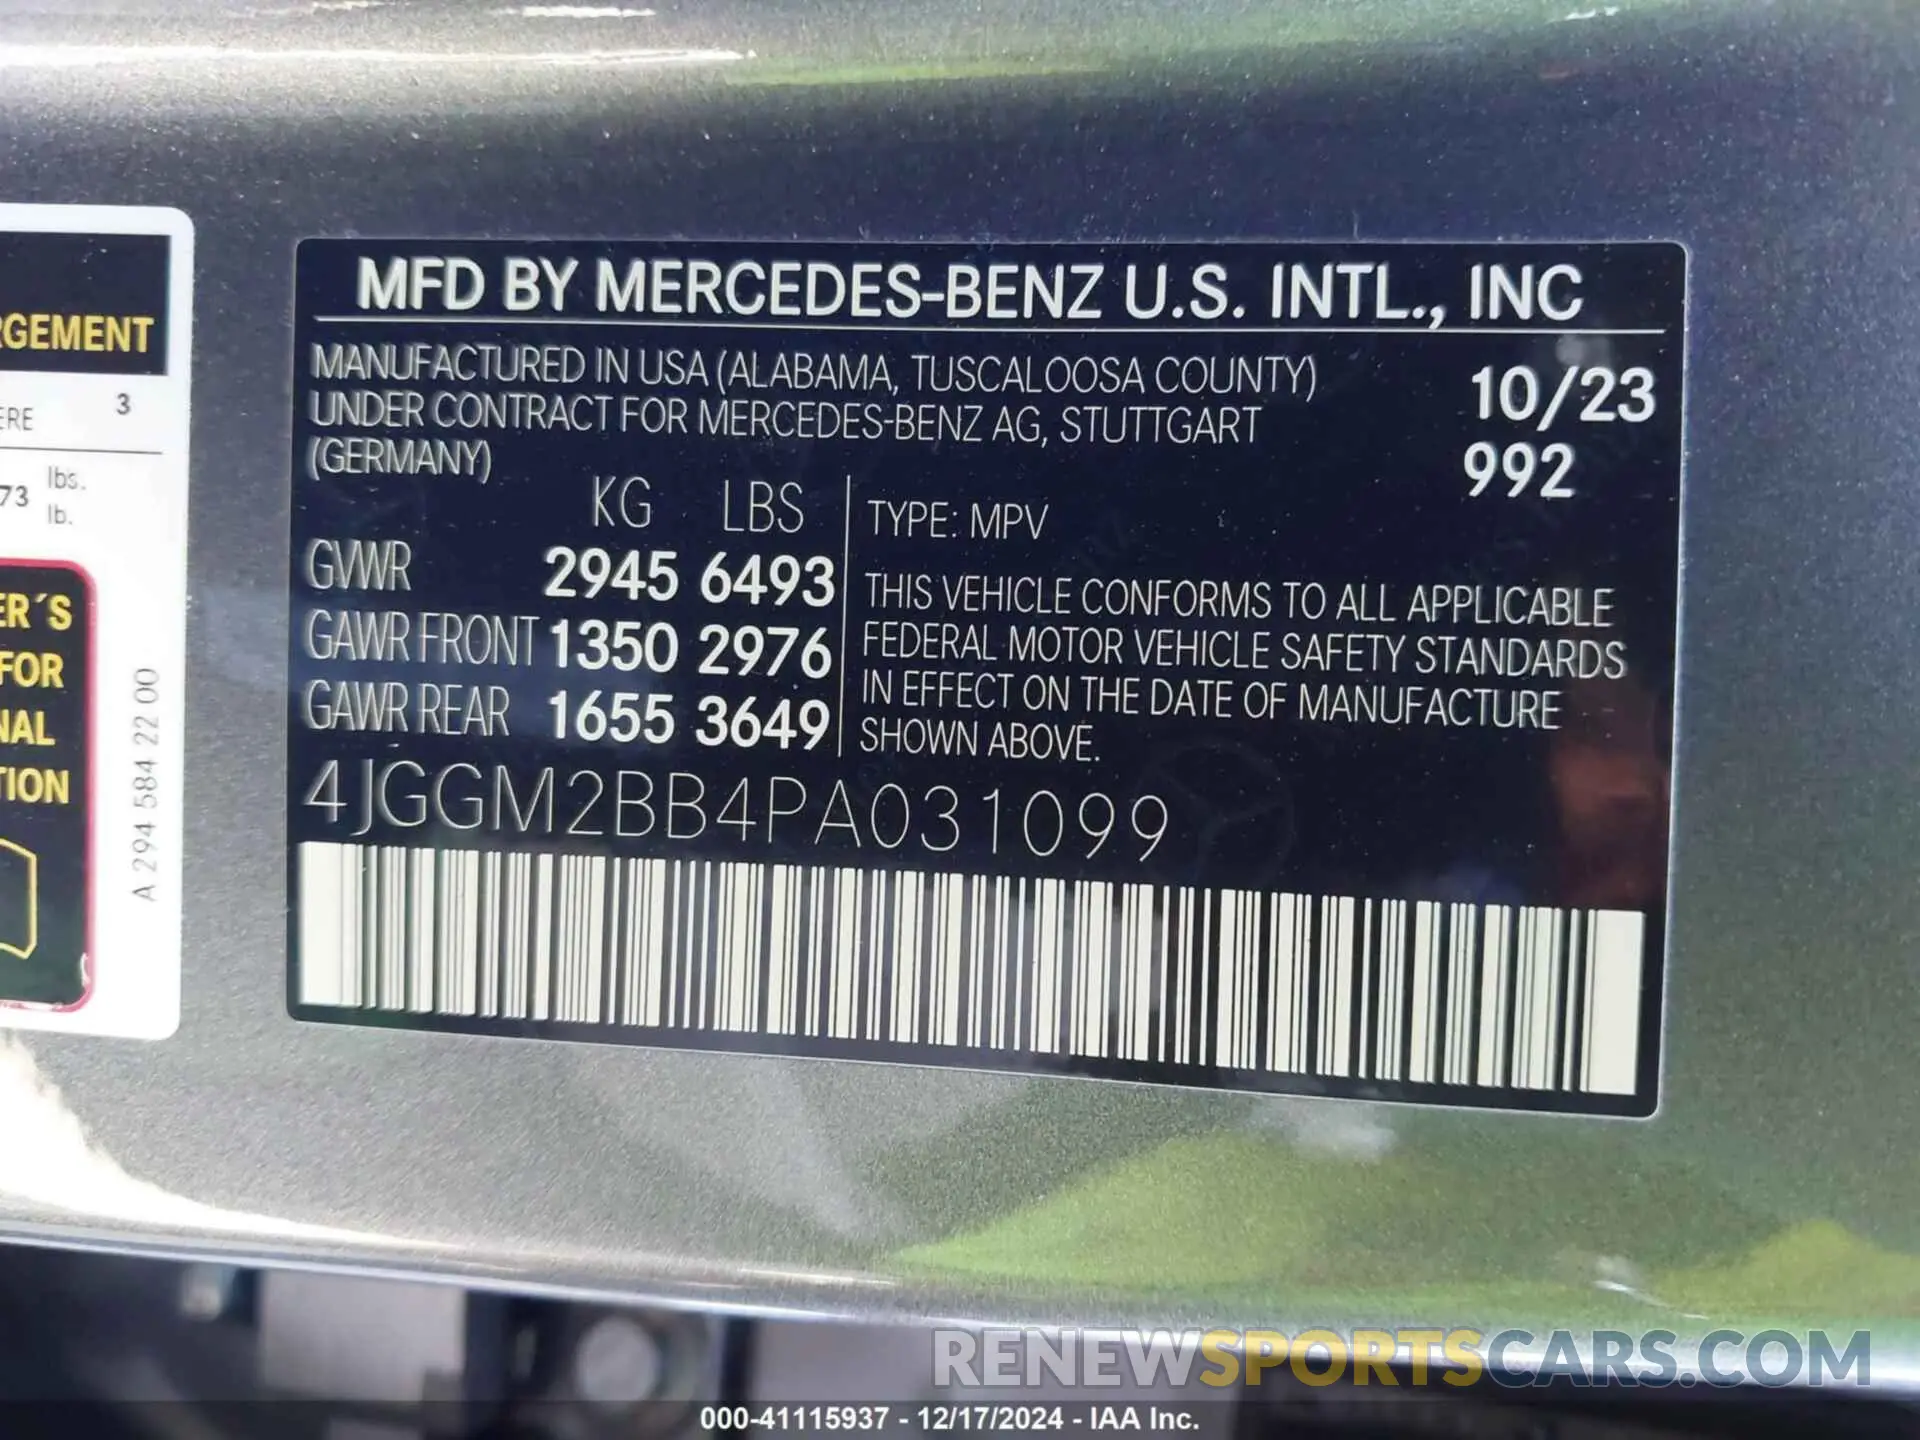 RGEMENT
ERE 3
73 lbs.
lb.
ER´S
FOR
NAL
TION
A 294 584 22 00
MFD BY MERCEDES-BENZ U.S. INTL., INC
MANUFACTURED IN USA (ALABAMA, TUSCALOOSA COUNTY) 10/23
UNDER CONTRACT FOR MERCEDES-BENZ AG, STUTTGART
(GERMANY) 992
KG LBS
GVWR 2945 6493
GAWR FRONT 1350 2976
GAWR REAR 1655 3649
TYPE: MPV
THIS VEHICLE CONFORMS TO ALL APPLICABLE
FEDERAL MOTOR VEHICLE SAFETY STANDARDS
IN EFFECT ON THE DATE OF MANUFACTURE
SHOWN ABOVE.
4JGGM2BB4PA031099
RENEWSPORTSCARS.COM
000-41115937 - 12/17/2024 - IAA Inc.